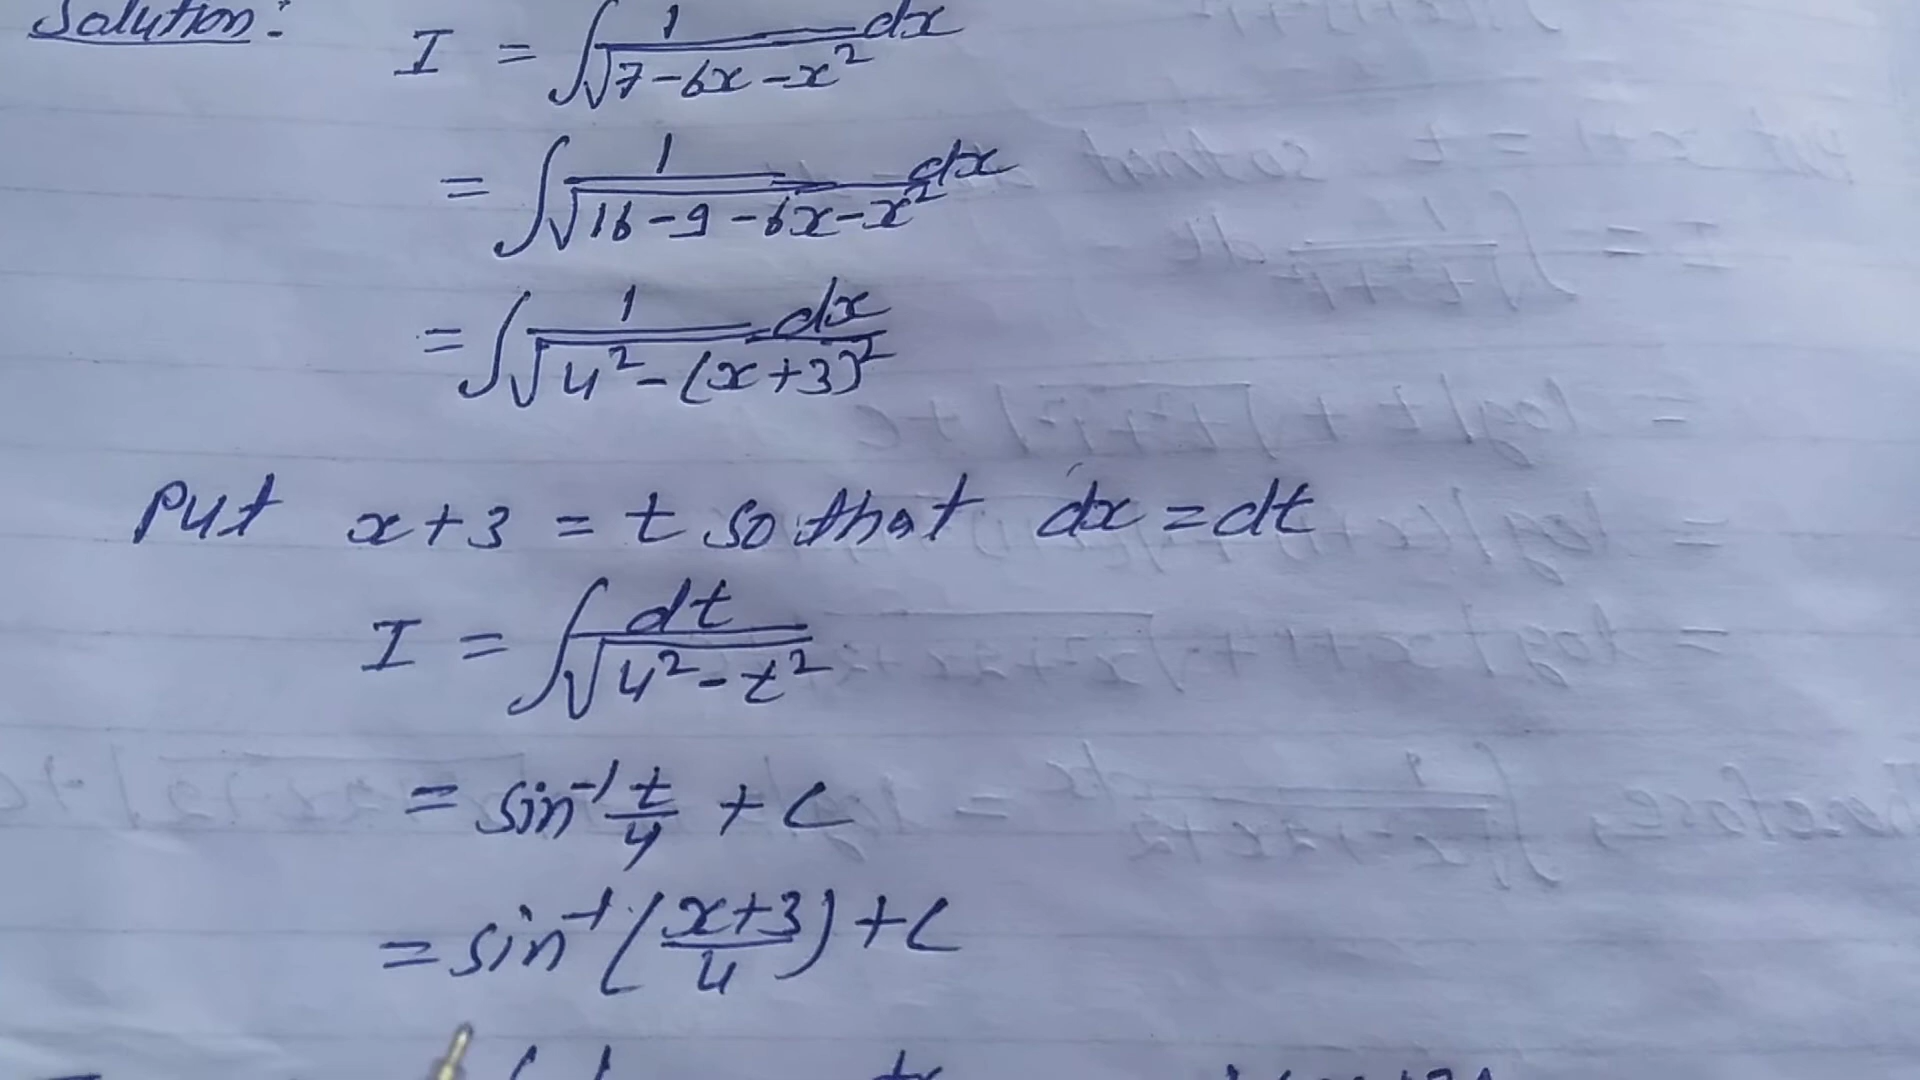 Solution:
I = ∫ 1/√(7-6x-x²) dx
= ∫ 1/√(16-9-6x-x²) dx
= ∫ 1/√(4²-(x+3)²) dx
Put x+3 = t so that dx = dt
I = ∫ dt/√(4²-t²)
= sin⁻¹ t/4 + c
= sin⁻¹ (x+3/4) + c